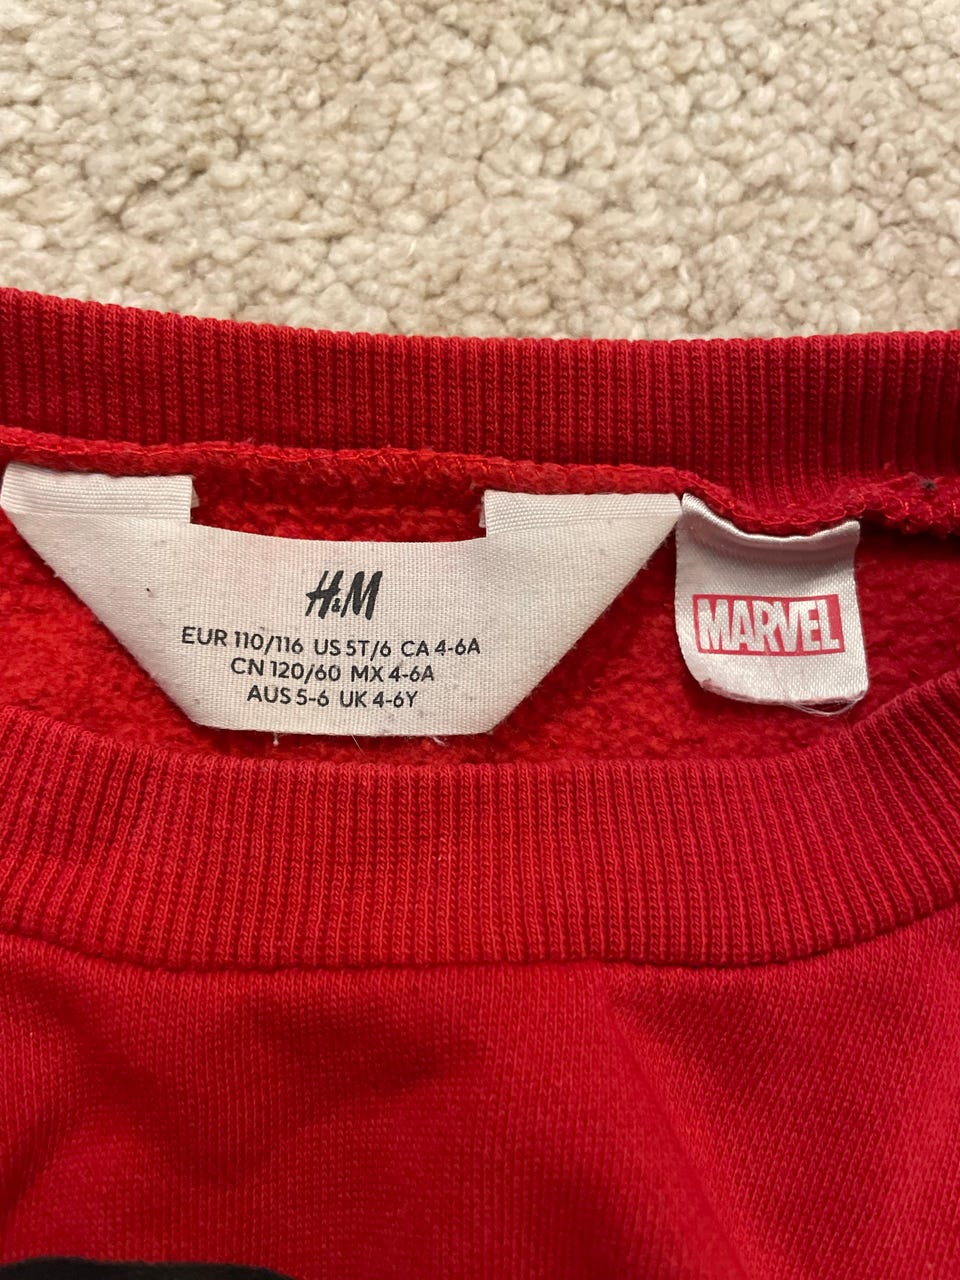 H&M
EUR 110/116 US 5T/6 CA 4-6A
CN 120/60 MX 4-6A
AUS 5-6 UK 4-6Y
MARVEL